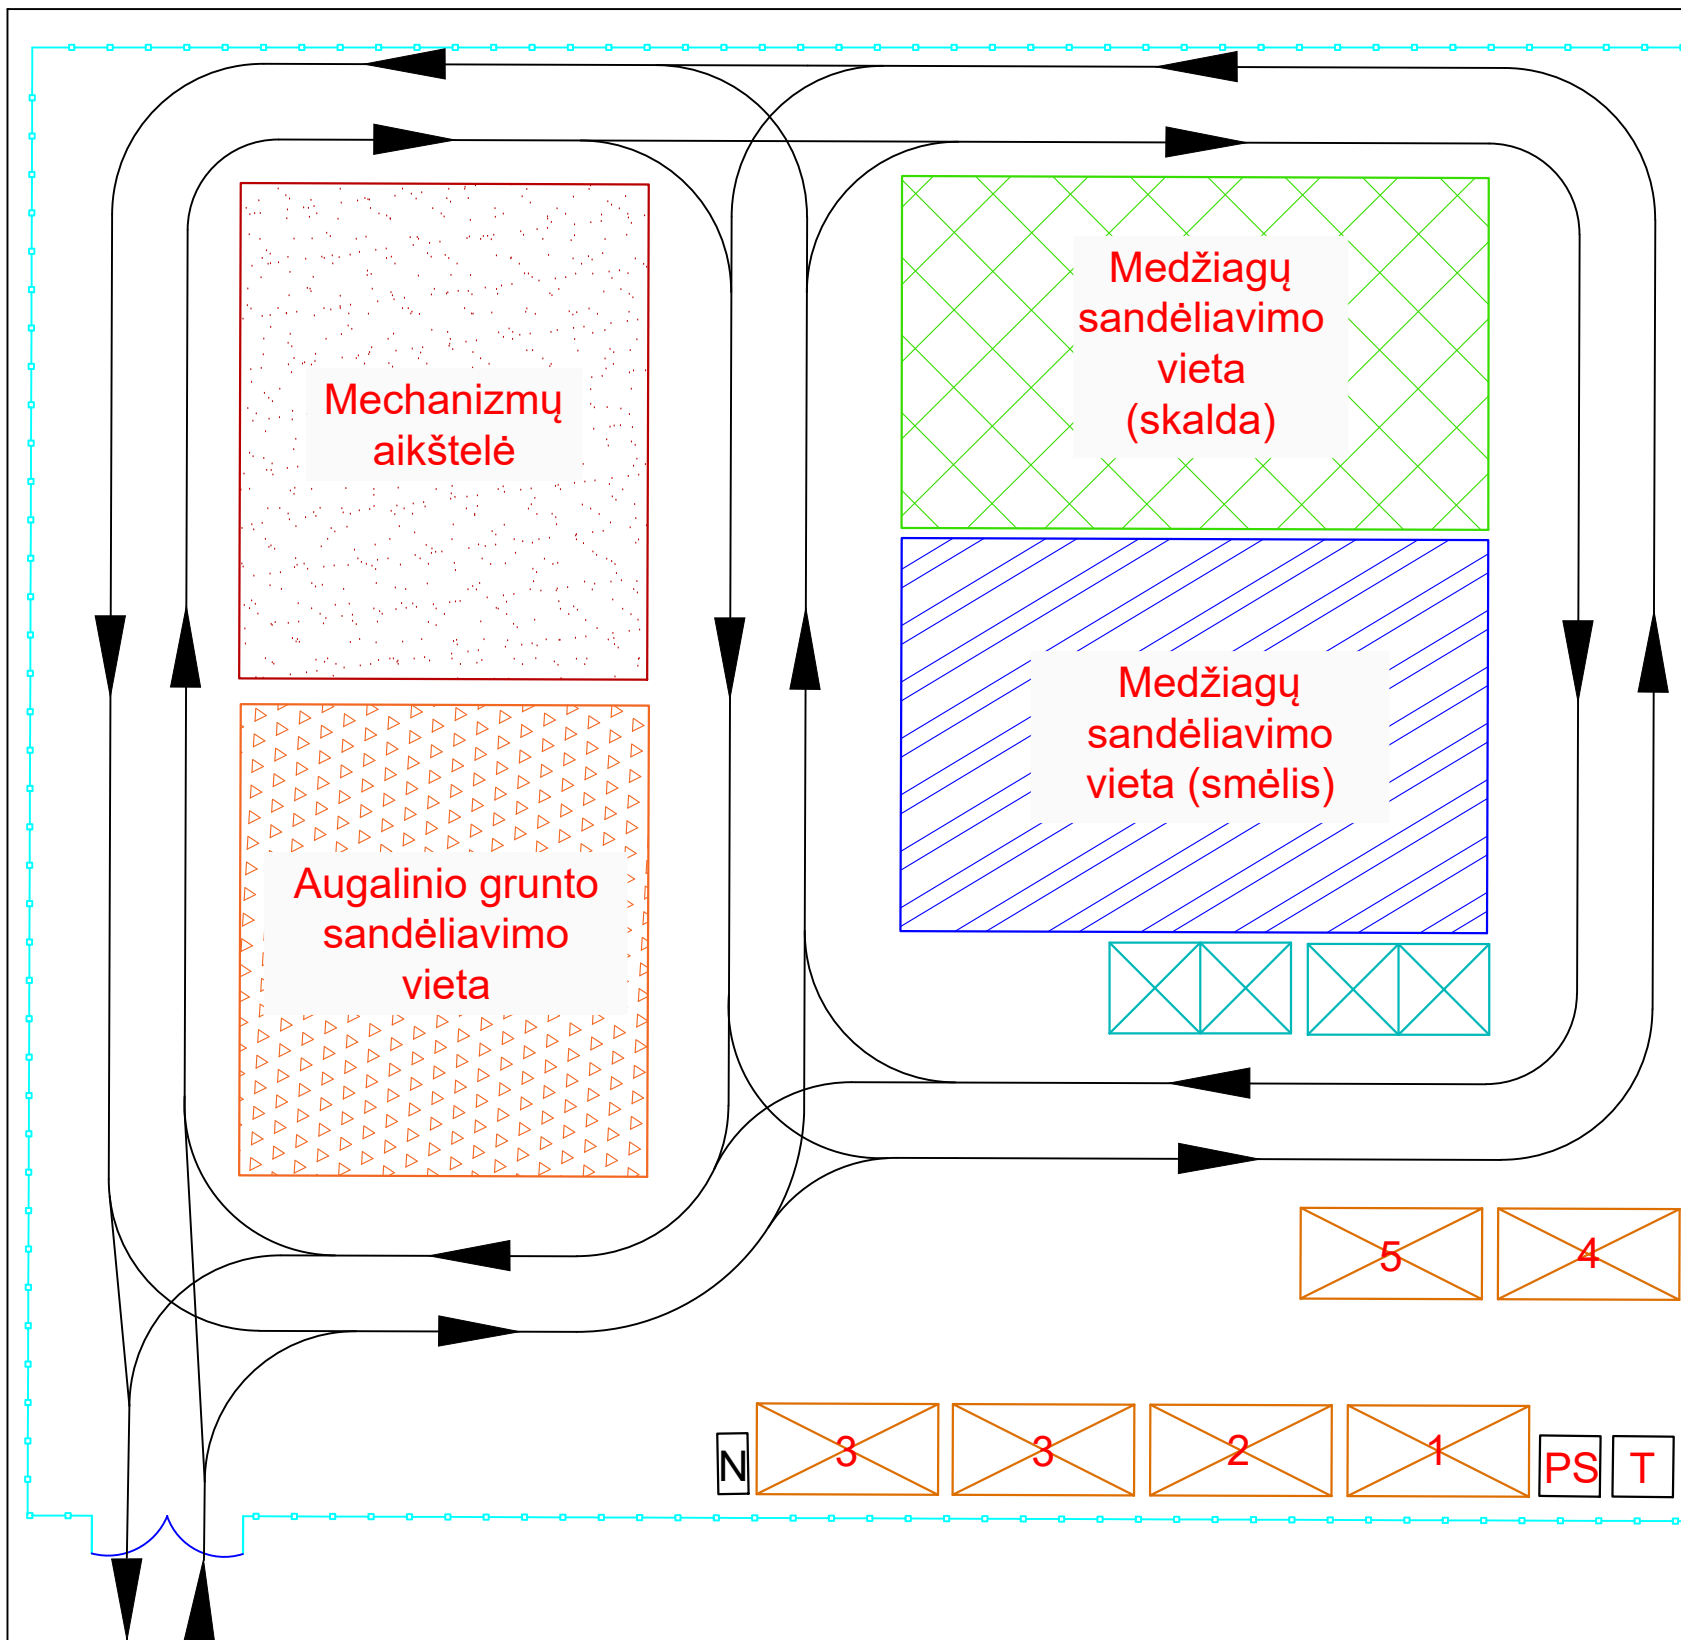 Medžiagų
sandėliavimo
vieta
(skalda)
Mechanizmų
aikštelė
Medžiagų
sandėliavimo
vieta (smėlis)
Augalinio grunto
sandėliavimo
vieta
5
4
N
3
3
2
1
PS
T